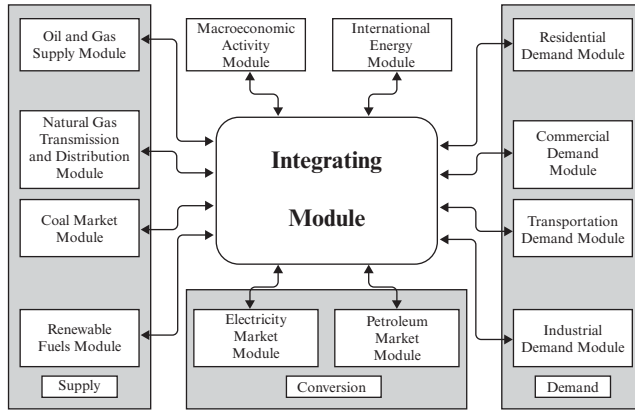 Oil and Gas
Supply Module
Natural Gas
Transmission
and Distribution
Module
Coal Market
Module
Renewable
Fuels Module
Supply
Macroeconomic
Activity
Module
International
Energy
Module
Integrating
Module
Electricity
Market
Module
Petroleum
Market
Module
Conversion
Residential
Demand Module
Commercial
Demand
Module
Transportation
Demand Module
Industrial
Demand Module
Demand